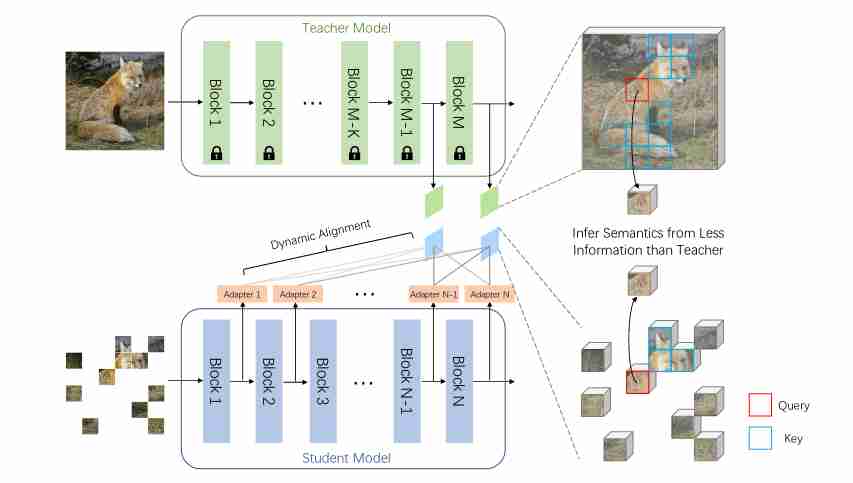 Teacher Model
Block 1
Block 2
...
Block M-K
Block M-1
Block M
Dynamic Alignment
Infer Semantics from Less
Information than Teacher
Adapter 1
Adapter 2
...
Adapter N-1
Adapter N
Block 1
Block 2
Block 3
...
Block N-1
Block N
Student Model
Query
Key